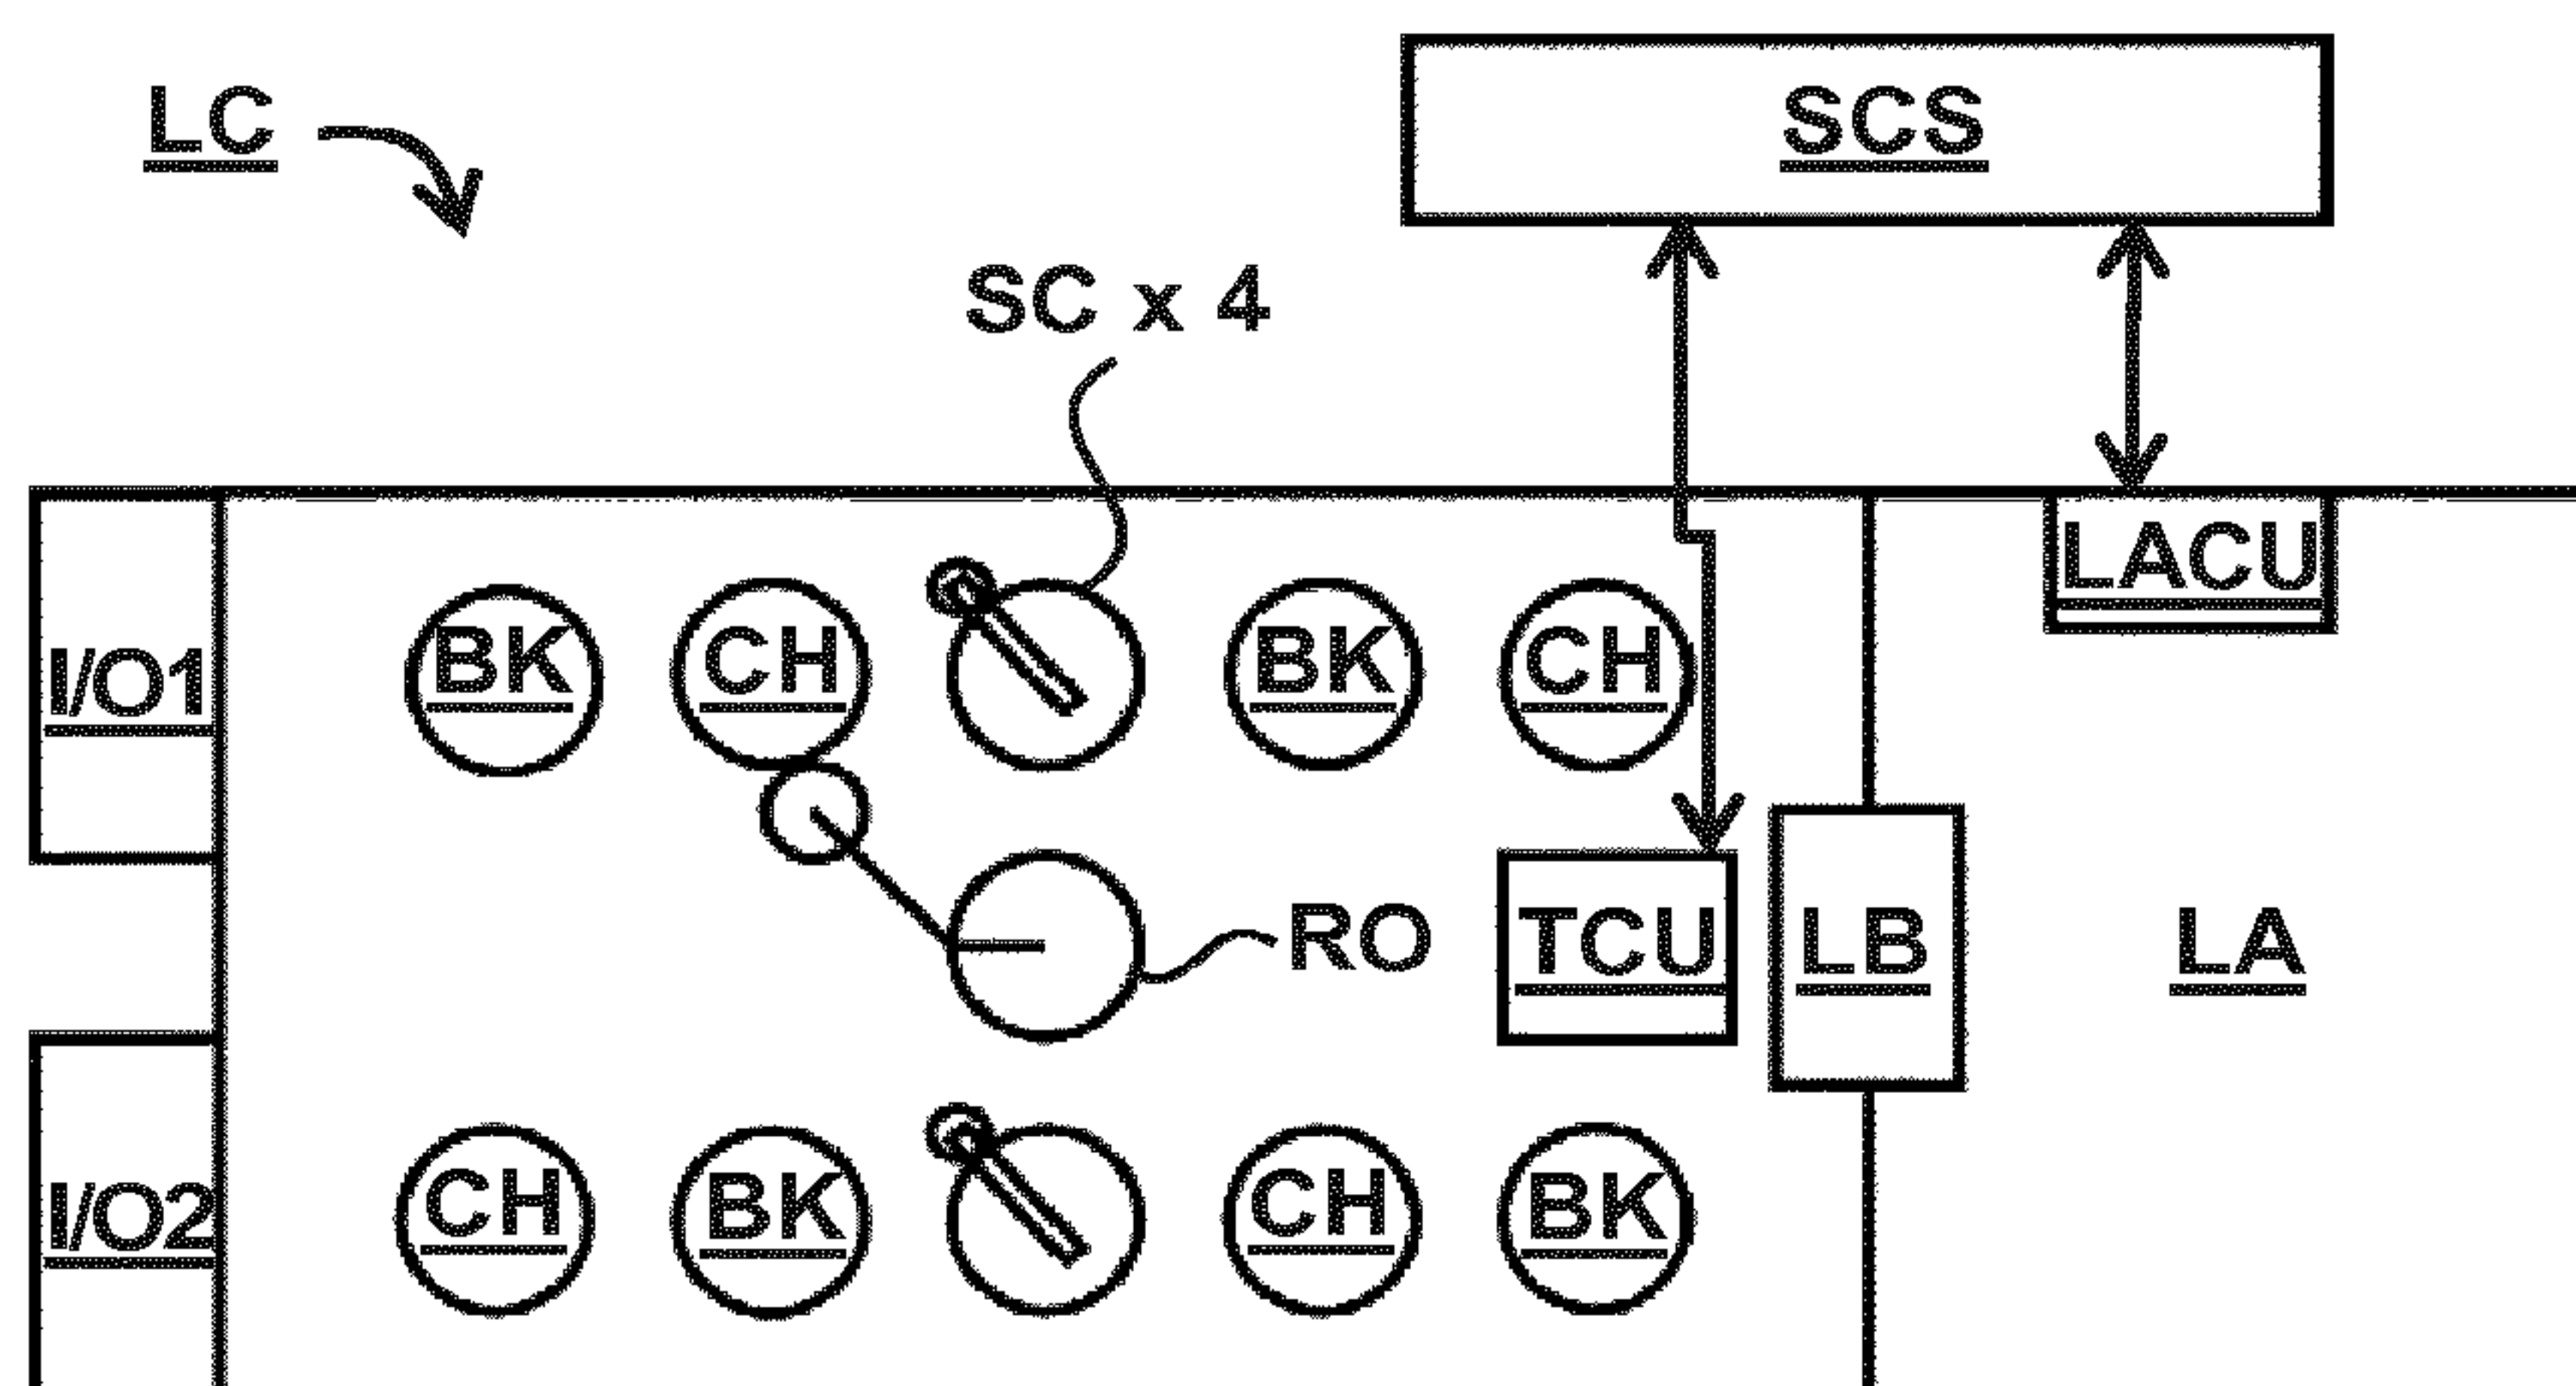 LC
SCS
SC x 4
LACU
I/O1
BK
CH
BK
CH
RO
TCU
LB
LA
I/O2
CH
BK
CH
BK